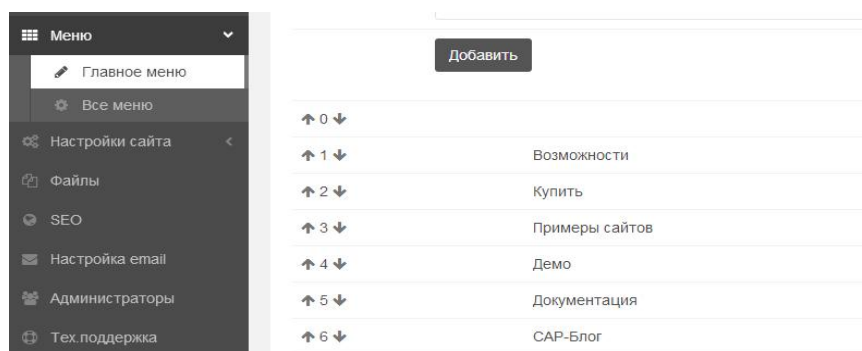 Меню
Главное меню
Все меню
Настройки сайта
Файлы
SEO
Настройка email
Администраторы
Тех.поддержка
Добавить
0
1 Возможности
2 Купить
3 Примеры сайтов
4 Демо
5 Документация
6 САР-Блог